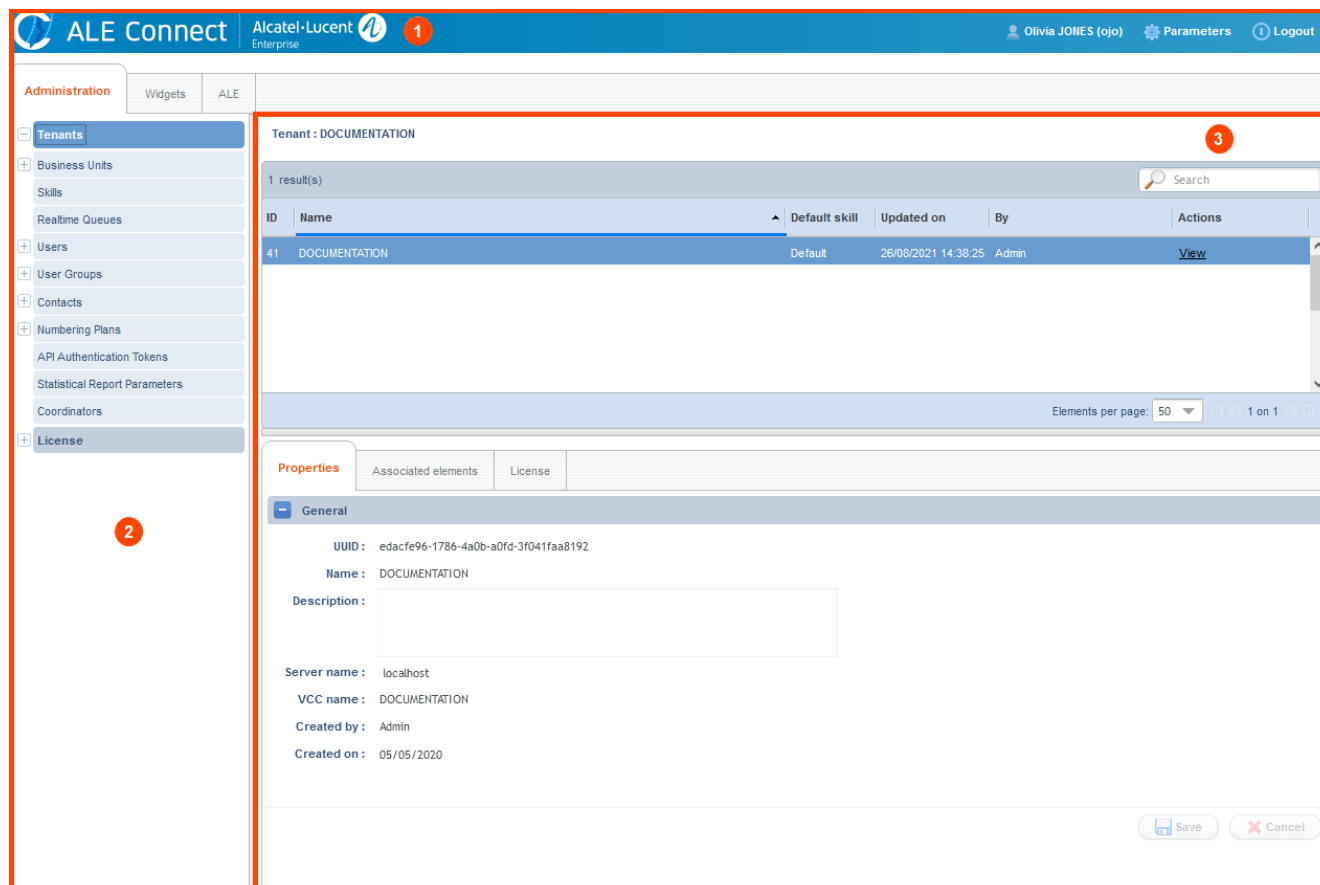 ALE Connect
Alcatel·Lucent
Enterprise
1
Olivia JONES (ojo)
Parameters
Logout
Administration
Widgets
ALE
Tenants
Business Units
Skills
Realtime Queues
Users
User Groups
Contacts
Numbering Plans
API Authentication Tokens
Statistical Report Parameters
Coordinators
License
2
Tenant : DOCUMENTATION
3
1 result(s)
Search
ID Name Default skill Updated on By Actions
41 DOCUMENTATION Default 26/08/2021 14:38:25 Admin View
Elements per page: 50 1 on 1
Properties
Associated elements
License
General
UUID : edacfe96-1786-4a0b-a0fd-3f041faa8192
Name : DOCUMENTATION
Description :
Server name : localhost
VCC name : DOCUMENTATION
Created by : Admin
Created on : 05/05/2020
Save
Cancel